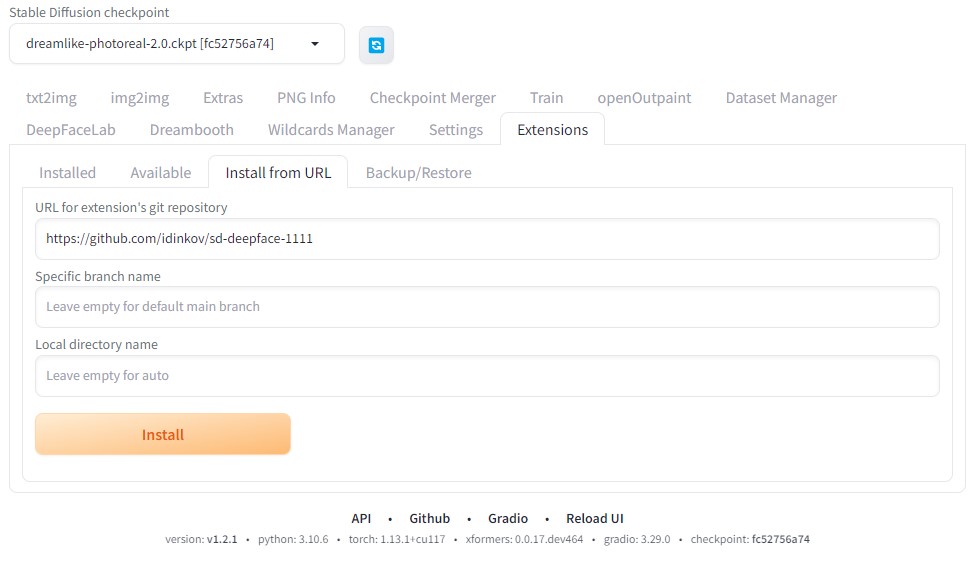 Stable Diffusion checkpoint
dreamlike-photoreal-2.0.ckpt [fc52756a74]
txt2img img2img Extras PNG Info Checkpoint Merger Train openOutpaint Dataset Manager
DeepFaceLab Dreambooth Wildcards Manager Settings Extensions
Installed Available Install from URL Backup/Restore
URL for extension's git repository
https://github.com/idinkov/sd-deepface-1111
Specific branch name
Leave empty for default main branch
Local directory name
Leave empty for auto
Install
API • Github • Gradio • Reload UI
version: v1.2.1 • python: 3.10.6 • torch: 1.13.1+cu117 • xformers: 0.0.17.dev464 • gradio: 3.29.0 • checkpoint: fc52756a74